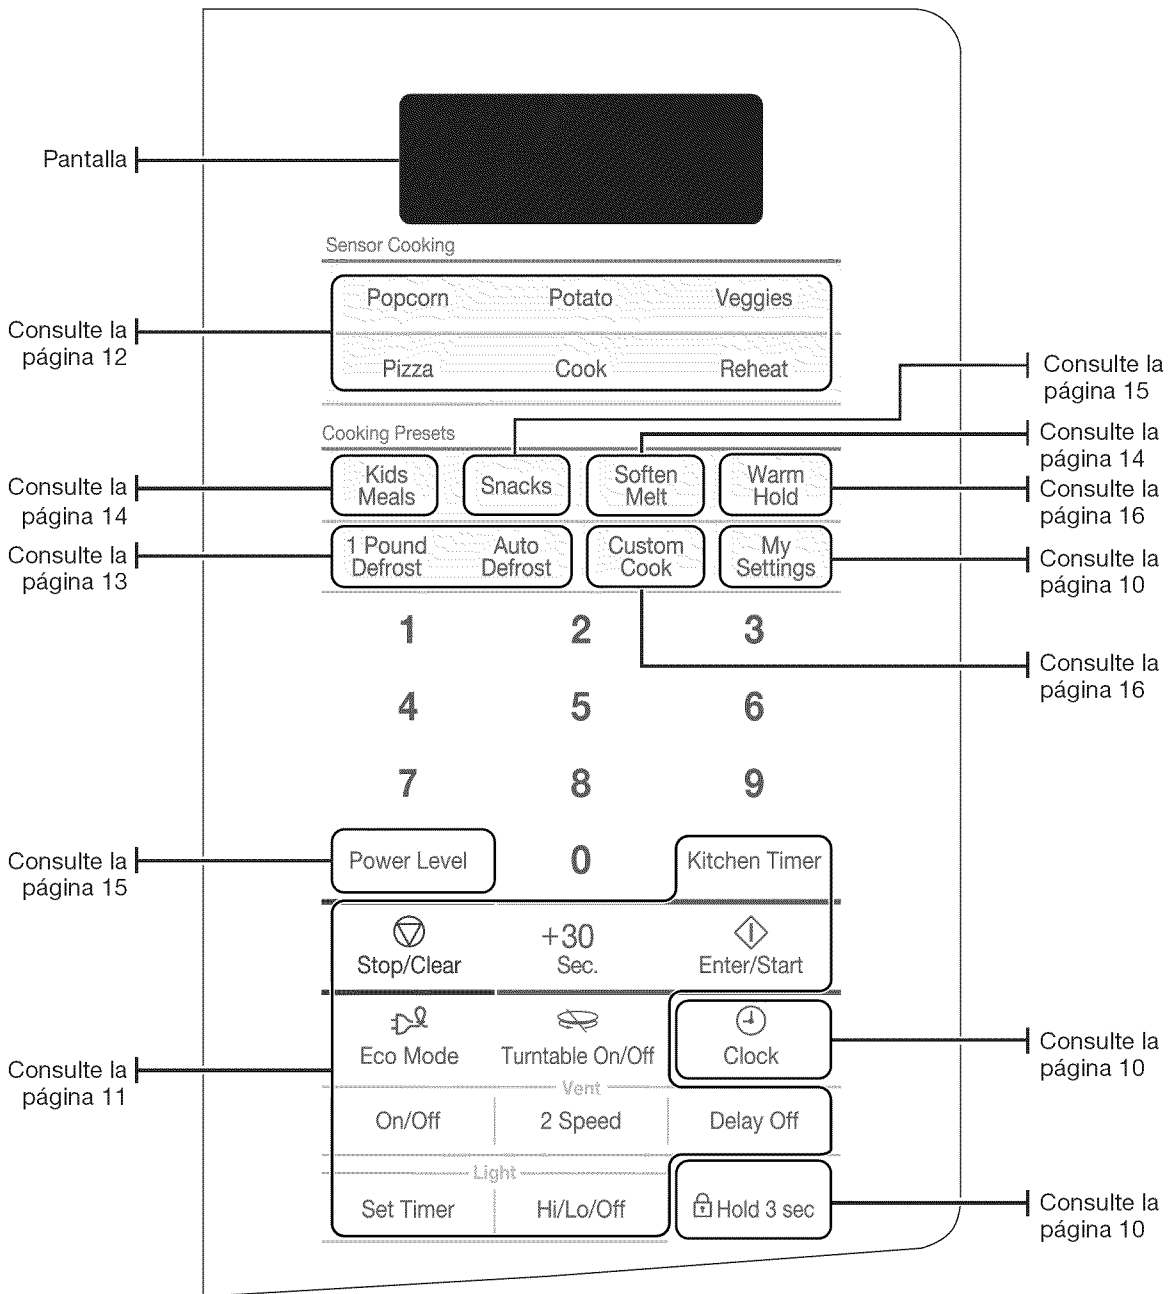 Pantalla
Sensor Cooking
Popcorn Potato Veggies
Consulte la
página 12
Pizza Cook Reheat
Consulte la
página 15
Cooking Presets
Consulte la
página 14
Kids
Meals
Snacks
Soften
Melt
Warm
Hold
Consulte la
página 14
Consulte la
página 16
1 Pound
Defrost
Auto
Defrost
Custom
Cook
My
Settings
Consulte la
página 13
Consulte la
página 10
1 2 3
Consulte la
página 16
4 5 6
7 8 9
Consulte la
página 15
Power Level 0 Kitchen Timer
Stop/Clear
+30
Sec.
Enter/Start
Eco Mode Turntable On/Off Clock
Consulte la
página 10
Consulte la
página 11
Vent
On/Off 2 Speed Delay Off
Light
Set Timer Hi/Lo/Off Hold 3 sec
Consulte la
página 10